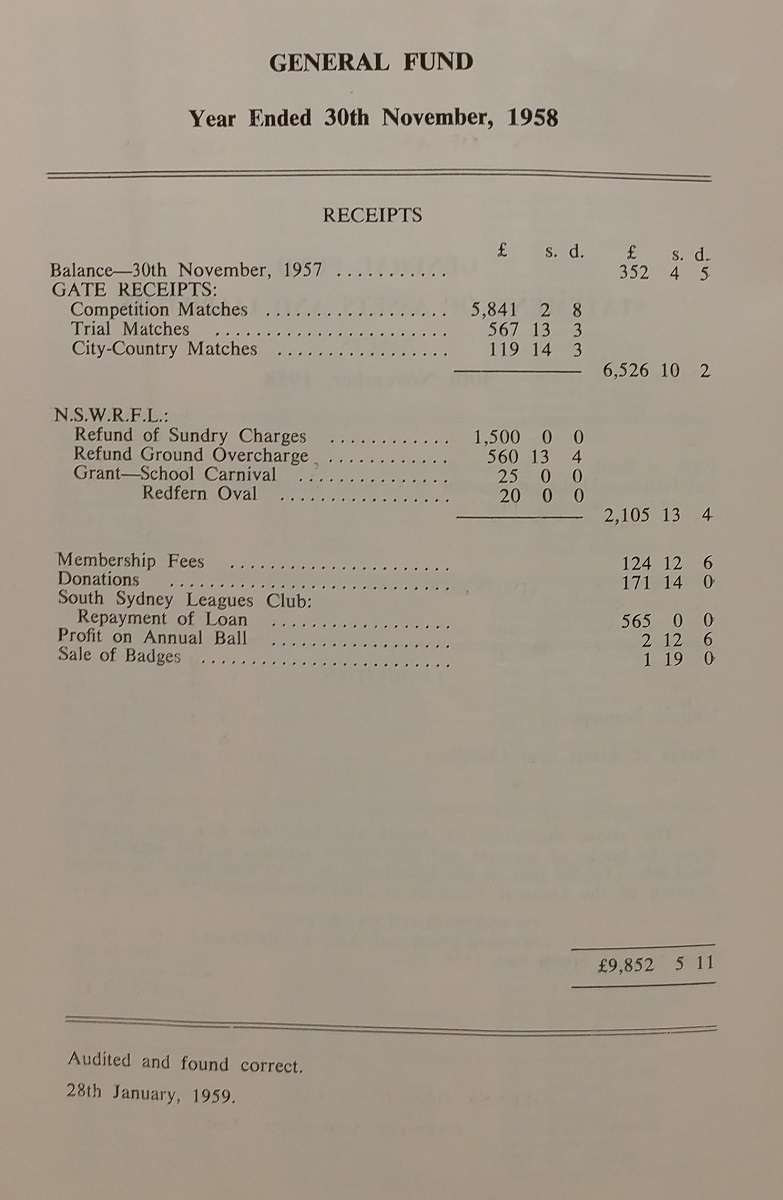 GENERAL FUND
Year Ended 30th November, 1958
RECEIPTS
£ s. d. £ s. d.
Balance—30th November, 1957 ........... 352 4 5
GATE RECEIPTS:
Competition Matches ................... 5,841 2 8
Trial Matches ........................ 567 13 3
City-Country Matches .................. 119 14 3
6,526 10 2
N.S.W.R.F.L.:
Refund of Sundry Charges ............ 1,500 0 0
Refund Ground Overcharge ............ 560 13 4
Grant—School Carnival ............... 25 0 0
Redfern Oval ................. 20 0 0
2,105 13 4
Membership Fees ...................... 124 12 6
Donations ............................. 171 14 0
South Sydney Leagues Club:
Repayment of Loan .................. 565 0 0
Profit on Annual Ball .................. 2 12 6
Sale of Badges ......................... 1 19 0
£9,852 5 11
Audited and found correct.
28th January, 1959.